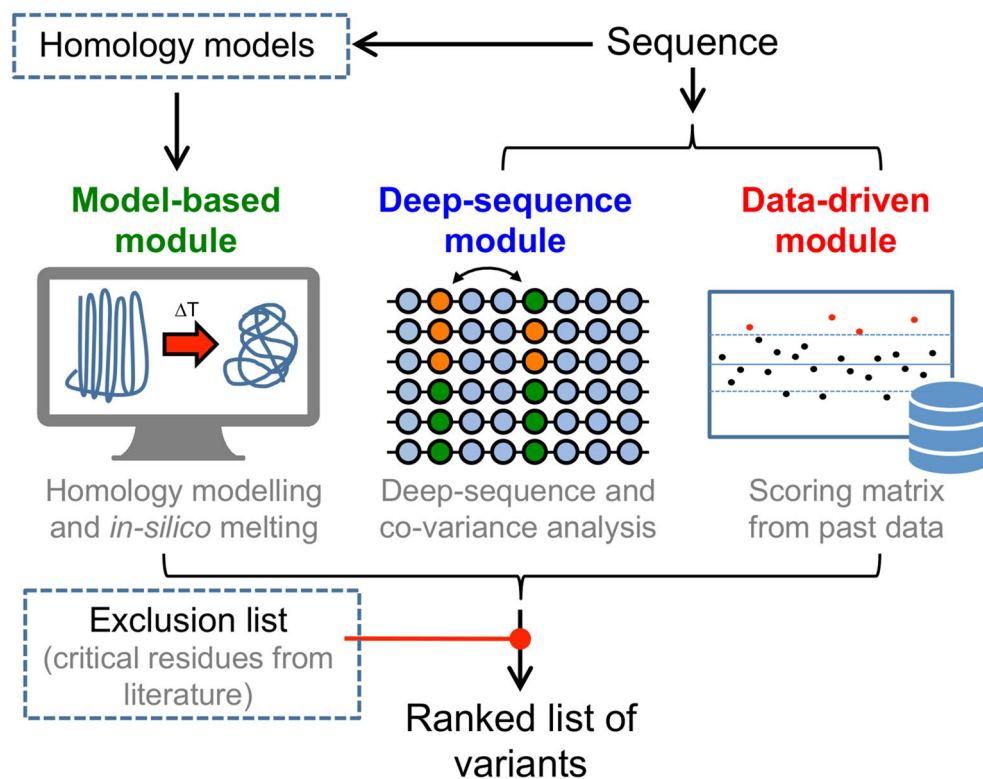 Homology models
Sequence
Model-based
module
Deep-sequence
module
Data-driven
module
ΔT
Homology modelling
and in-silico melting
Deep-sequence and
co-variance analysis
Scoring matrix
from past data
Exclusion list
(critical residues from
literature)
Ranked list of
variants